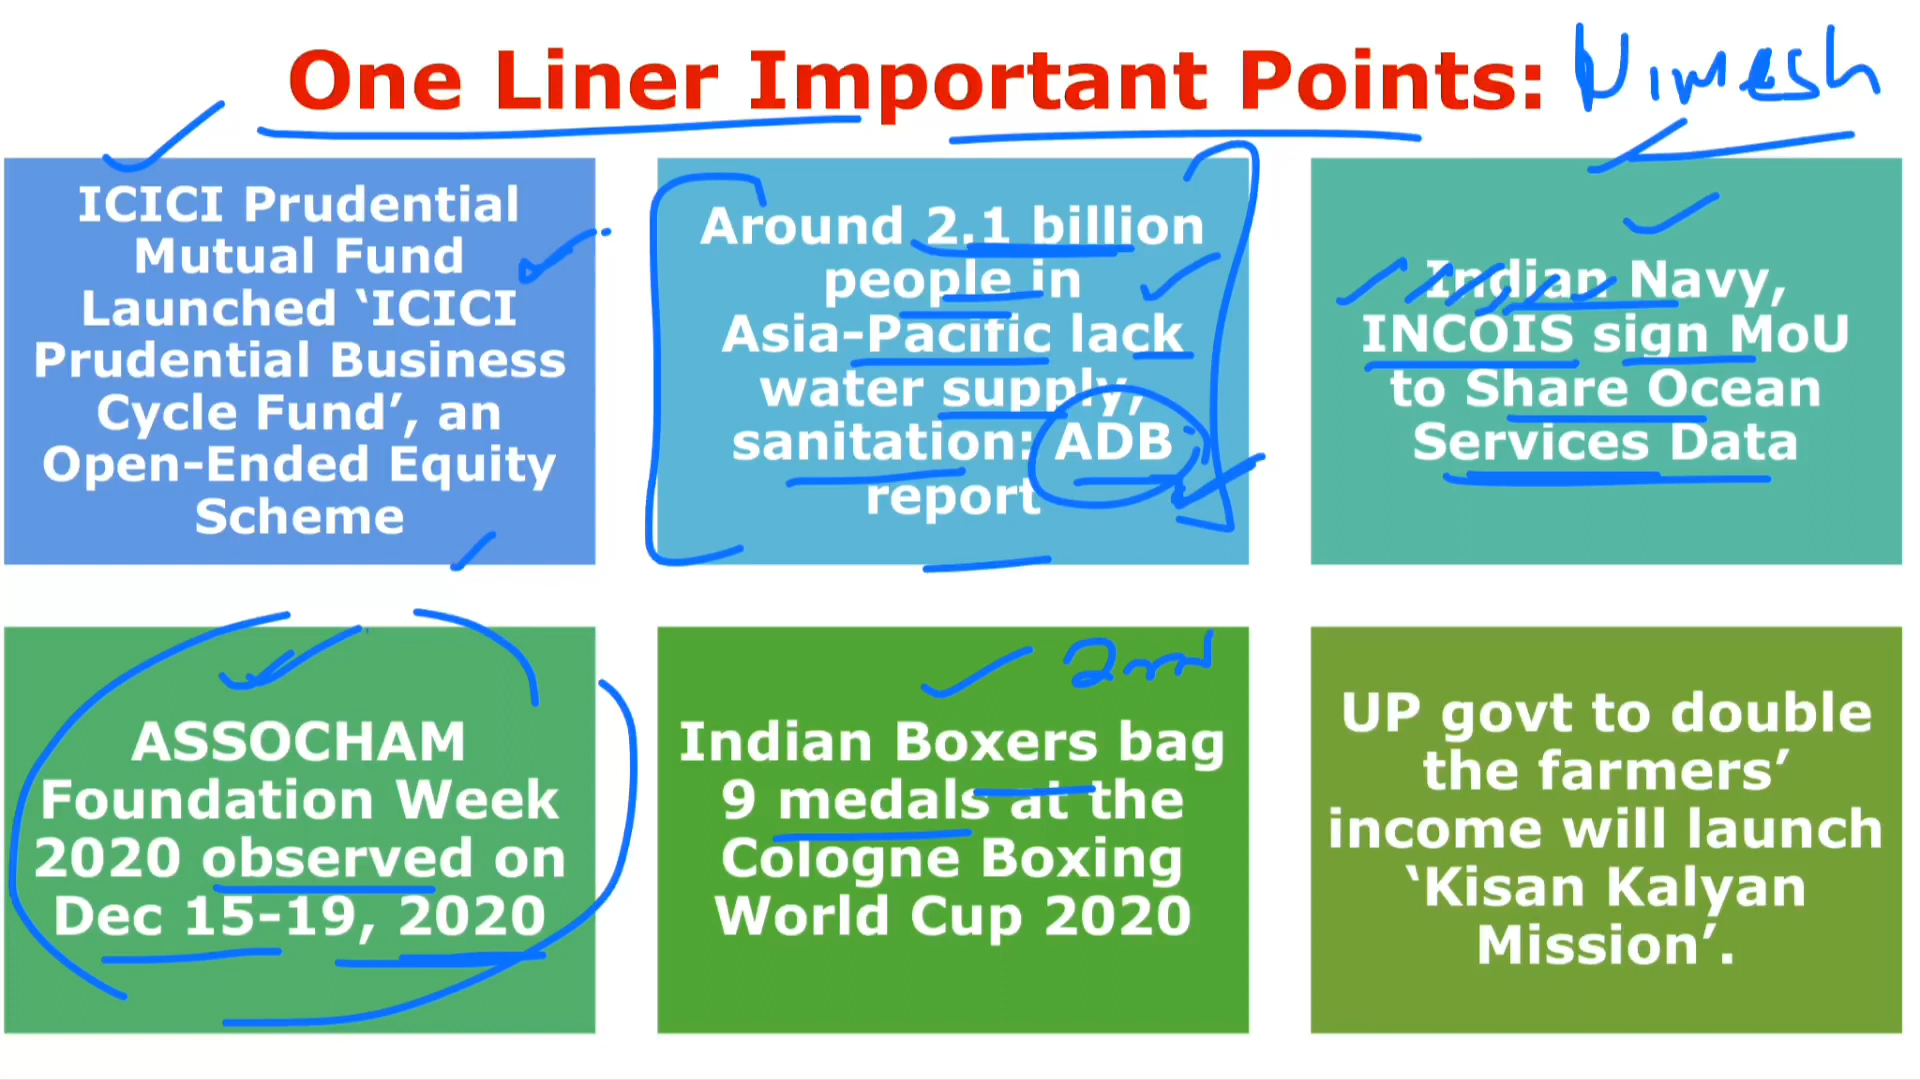 One Liner Important Points:
Nimesh
ICICI Prudential
Mutual Fund
Launched ‘ICICI
Prudential Business
Cycle Fund’, an
Open-Ended Equity
Scheme
Around 2.1 billion
people in
Asia-Pacific lack
water supply,
sanitation: ADB
report
Indian Navy,
INCOIS sign MoU
to Share Ocean
Services Data
ASSOCHAM
Foundation Week
2020 observed on
Dec 15-19, 2020
2nd
Indian Boxers bag
9 medals at the
Cologne Boxing
World Cup 2020
UP govt to double
the farmers’
income will launch
‘Kisan Kalyan
Mission’.